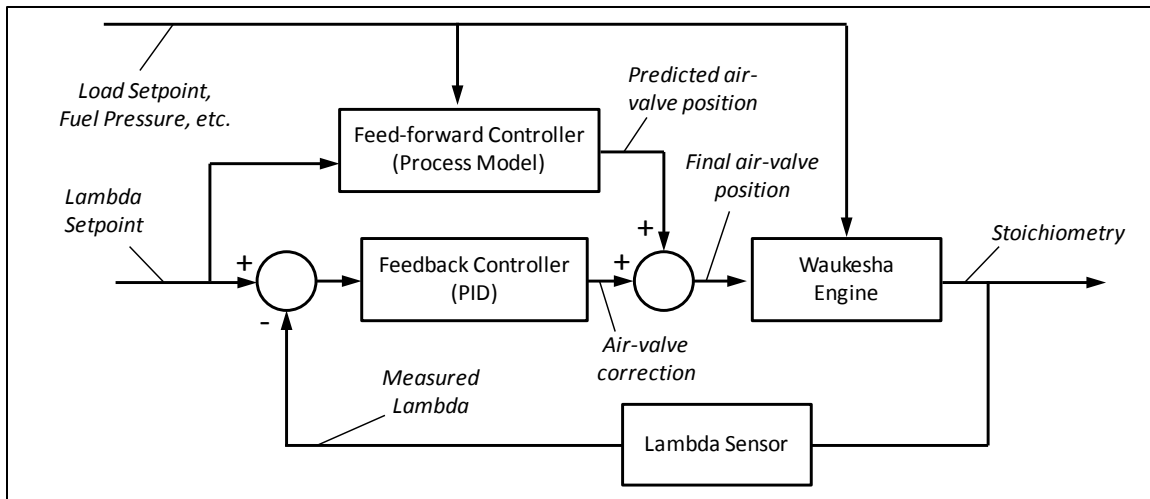 Load Setpoint,
Fuel Pressure, etc.
Predicted air-
valve position
Feed-forward Controller
(Process Model)
Final air-valve
position
Lambda
Setpoint
+
+
+
+
-
Feedback Controller
(PID)
Waukesha
Engine
Stoichiometry
Air-valve
correction
Measured
Lambda
Lambda Sensor